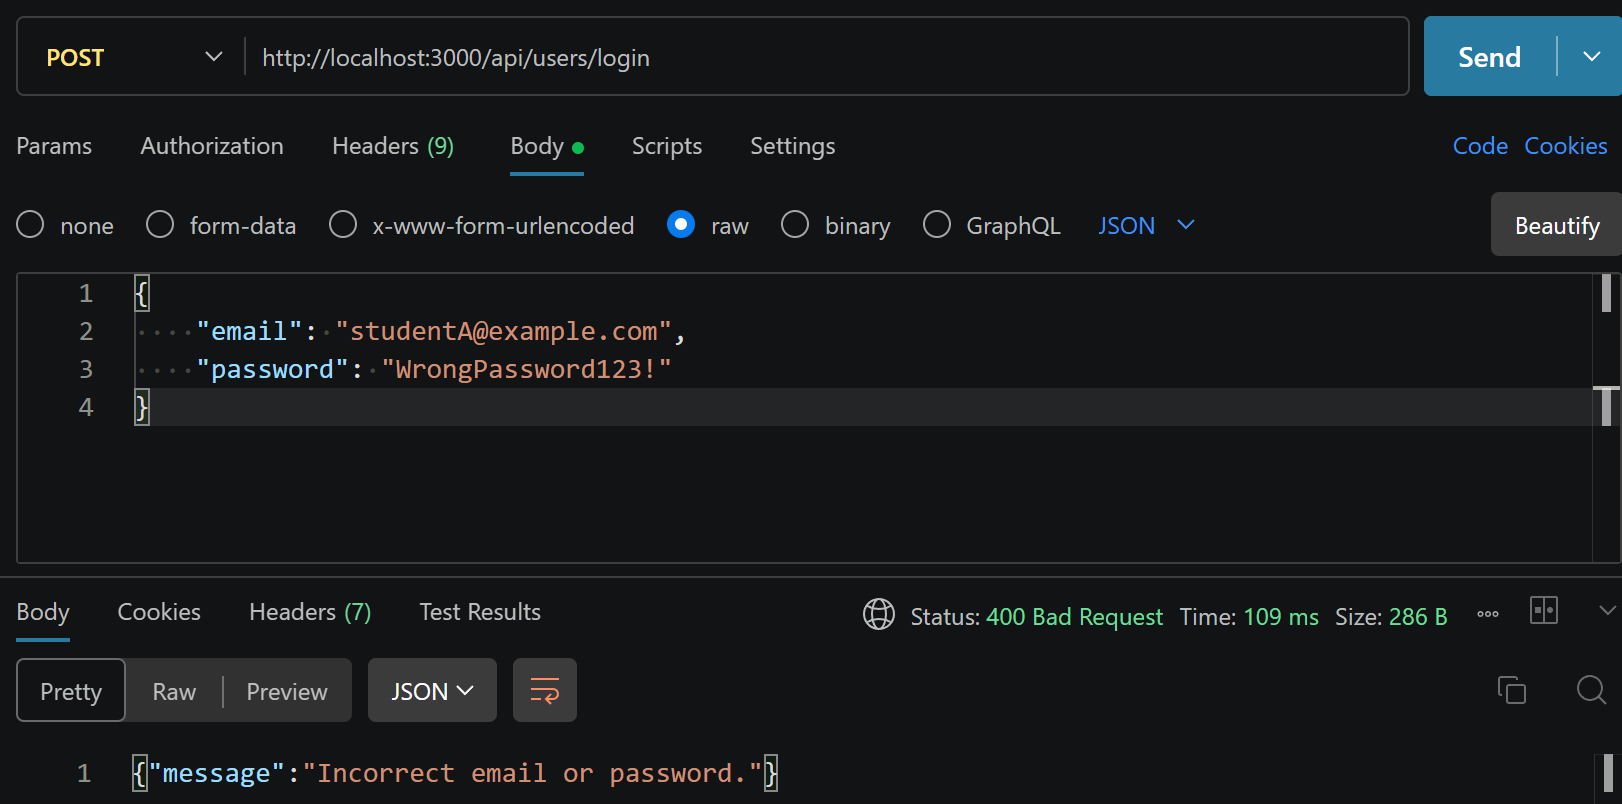 POST http://localhost:3000/api/users/login Send
Params Authorization Headers (9) Body Scripts Settings Code Cookies
none form-data x-www-form-urlencoded raw binary GraphQL JSON Beautify
1 {
2 "email": "studentA@example.com",
3 "password": "WrongPassword123!"
4 }
Body Cookies Headers (7) Test Results Status: 400 Bad Request Time: 109 ms Size: 286 B
Pretty Raw Preview JSON
1 {"message":"Incorrect email or password."}